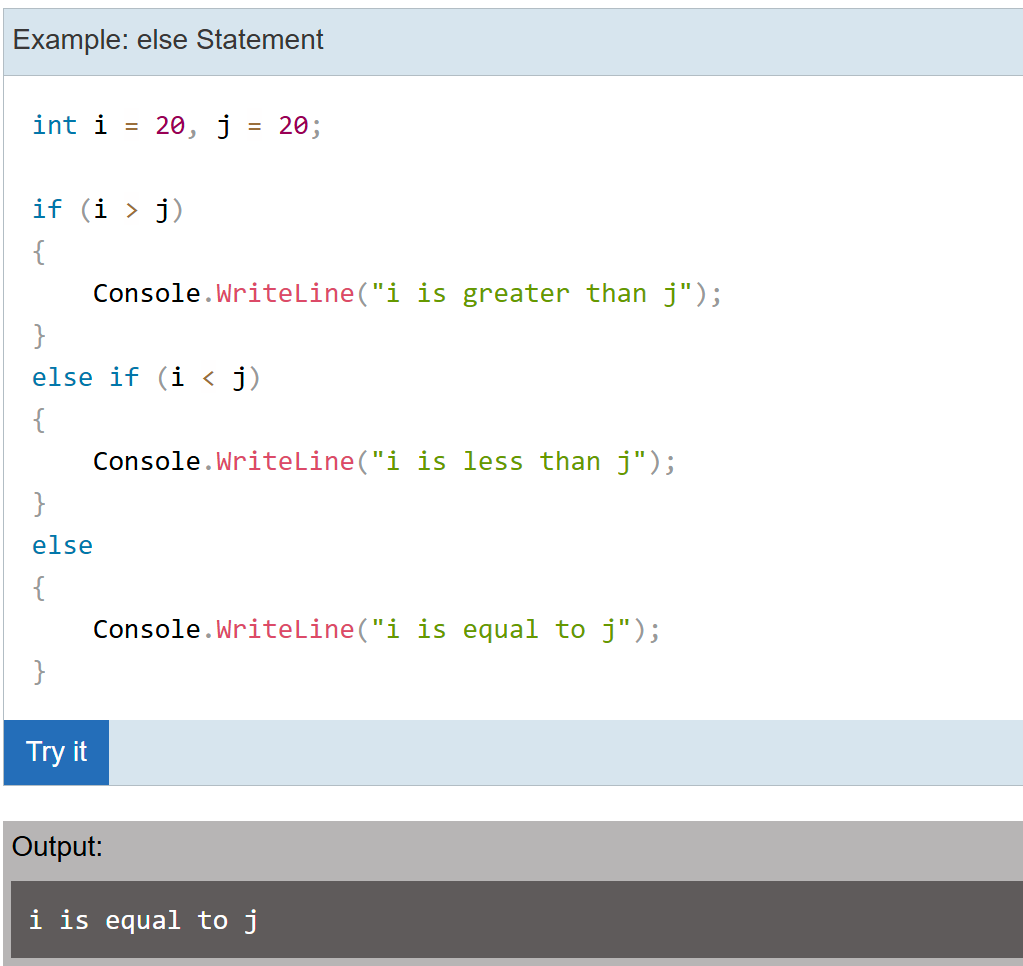 Example: else Statement
int i = 20, j = 20;
if (i > j)
{
    Console.WriteLine("i is greater than j");
}
else if (i < j)
{
    Console.WriteLine("i is less than j");
}
else
{
    Console.WriteLine("i is equal to j");
}
Try it
Output:
i is equal to j